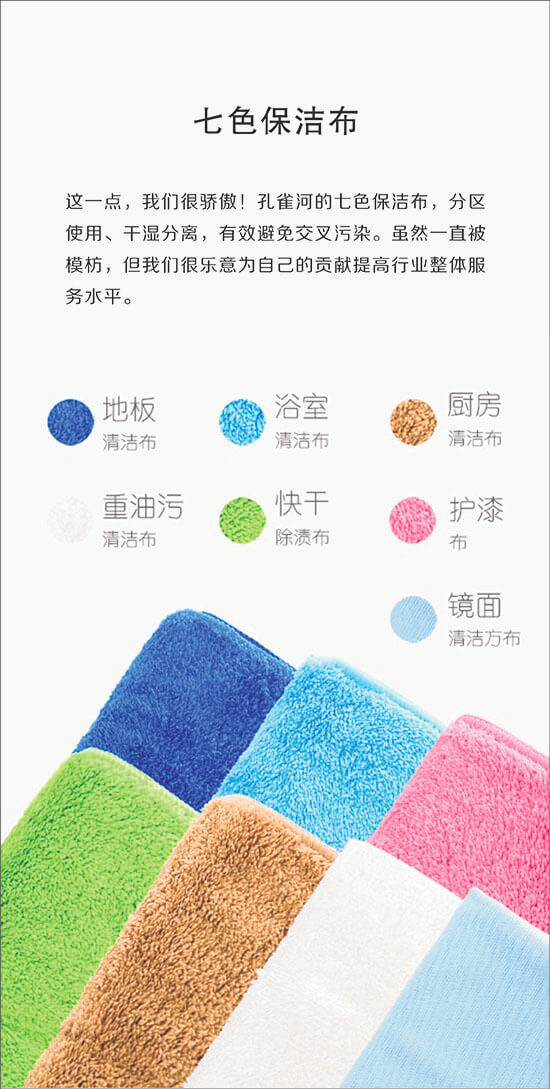 七色保洁布
这一点，我们很骄傲！孔雀河的七色保洁布，分区
使用、干湿分离，有效避免交叉污染。虽然一直被
模枋，但我们很乐意为自己的贡献提高行业整体服
务水平。
地板
清洁布
浴室
清洁布
厨房
清洁布
重油污
清洁布
快干
除渍布
护漆
布
镜面
清洁方布